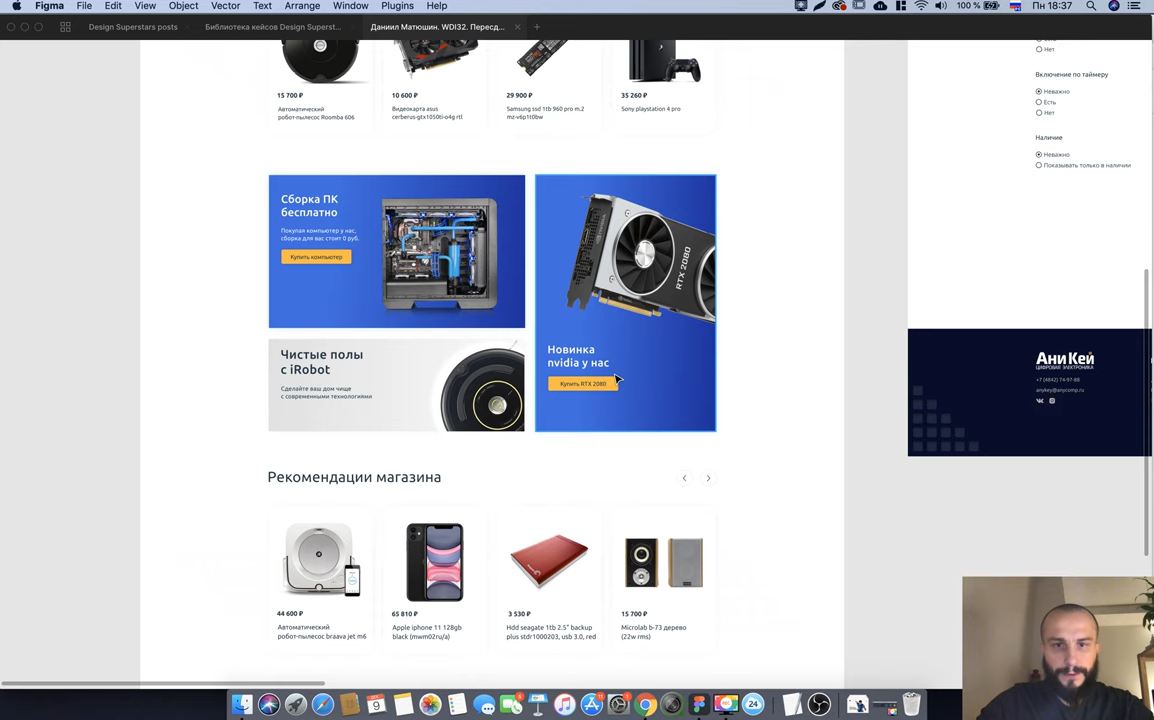 Figma File Edit View Object Vector Text Arrange Window Plugins Help
100 % Пн 18:37
Design Superstars posts
Библиотека кейсов Design Superst...
Даниил Матюшин. WDI32. Пересд...
15 700 ₽
Автоматический
робот-пылесос Roomba 606
10 600 ₽
Видеокарта asus
cerberus-gtx1050ti-o4g rtl
29 900 ₽
Samsung ssd 1tb 960 pro m.2
mz-v6p1t0bw
35 260 ₽
Sony playstation 4 pro
Нет
Включение по таймеру
Неважно
Есть
Нет
Наличие
Неважно
Показывать только в наличии
Сборка ПК
бесплатно
Покупая компьютер у нас,
сборка для вас стоит 0 руб.
Купить компьютер
RTX 2080
Новинка
nvidia у нас
Купить RTX 2080
Чистые полы
с iRobot
Сделайте ваш дом чище
с современными технологиями
Ани Кей
ЦИФРОВАЯ ЭЛЕКТРОНИКА
+7 (4842) 74-97-88
anykey@anycomp.ru
Рекомендации магазина
44 600 ₽
Автоматический
робот-пылесос braava jet m6
65 810 ₽
Apple iphone 11 128gb
black (mwm02ru/a)
3 530 ₽
Hdd seagate 1tb 2.5" backup
plus stdr1000203, usb 3.0, red
15 700 ₽
Microlab b-73 дерево
(22w rms)
9
24